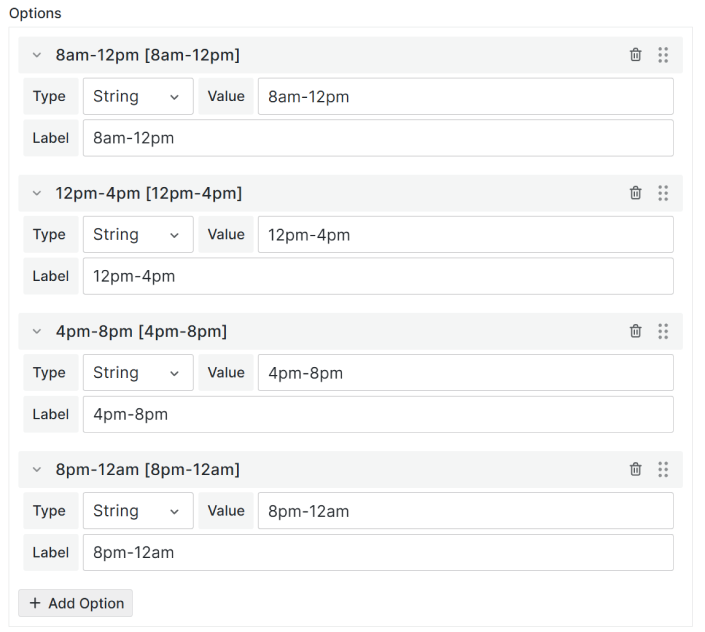 Options
8am-12pm [8am-12pm]
Type String Value 8am-12pm
Label 8am-12pm
12pm-4pm [12pm-4pm]
Type String Value 12pm-4pm
Label 12pm-4pm
4pm-8pm [4pm-8pm]
Type String Value 4pm-8pm
Label 4pm-8pm
8pm-12am [8pm-12am]
Type String Value 8pm-12am
Label 8pm-12am
+ Add Option